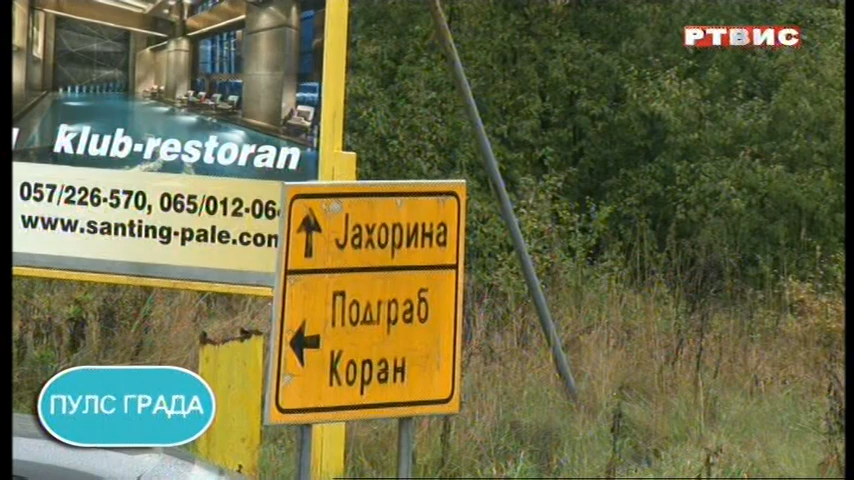 РТВИС
klub-restoran
057/226-570, 065/012-06
www.santing-pale.com
Јахорина
Подграб
Коран
ПУЛС ГРАДА